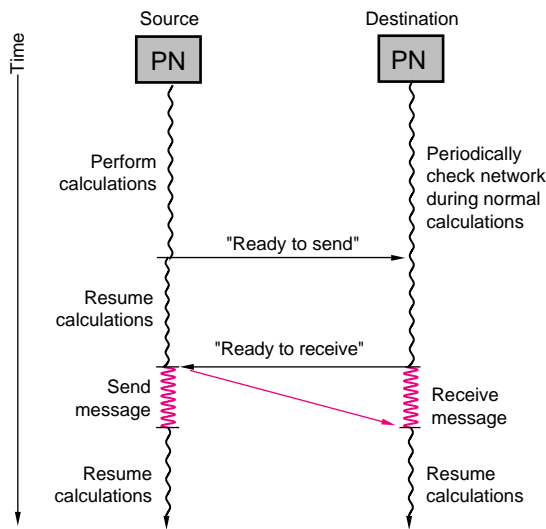 Source
Destination
Time
PN
PN
Perform
calculations
Periodically
check network
during normal
calculations
"Ready to send"
Resume
calculations
"Ready to receive"
Send
message
Receive
message
Resume
calculations
Resume
calculations